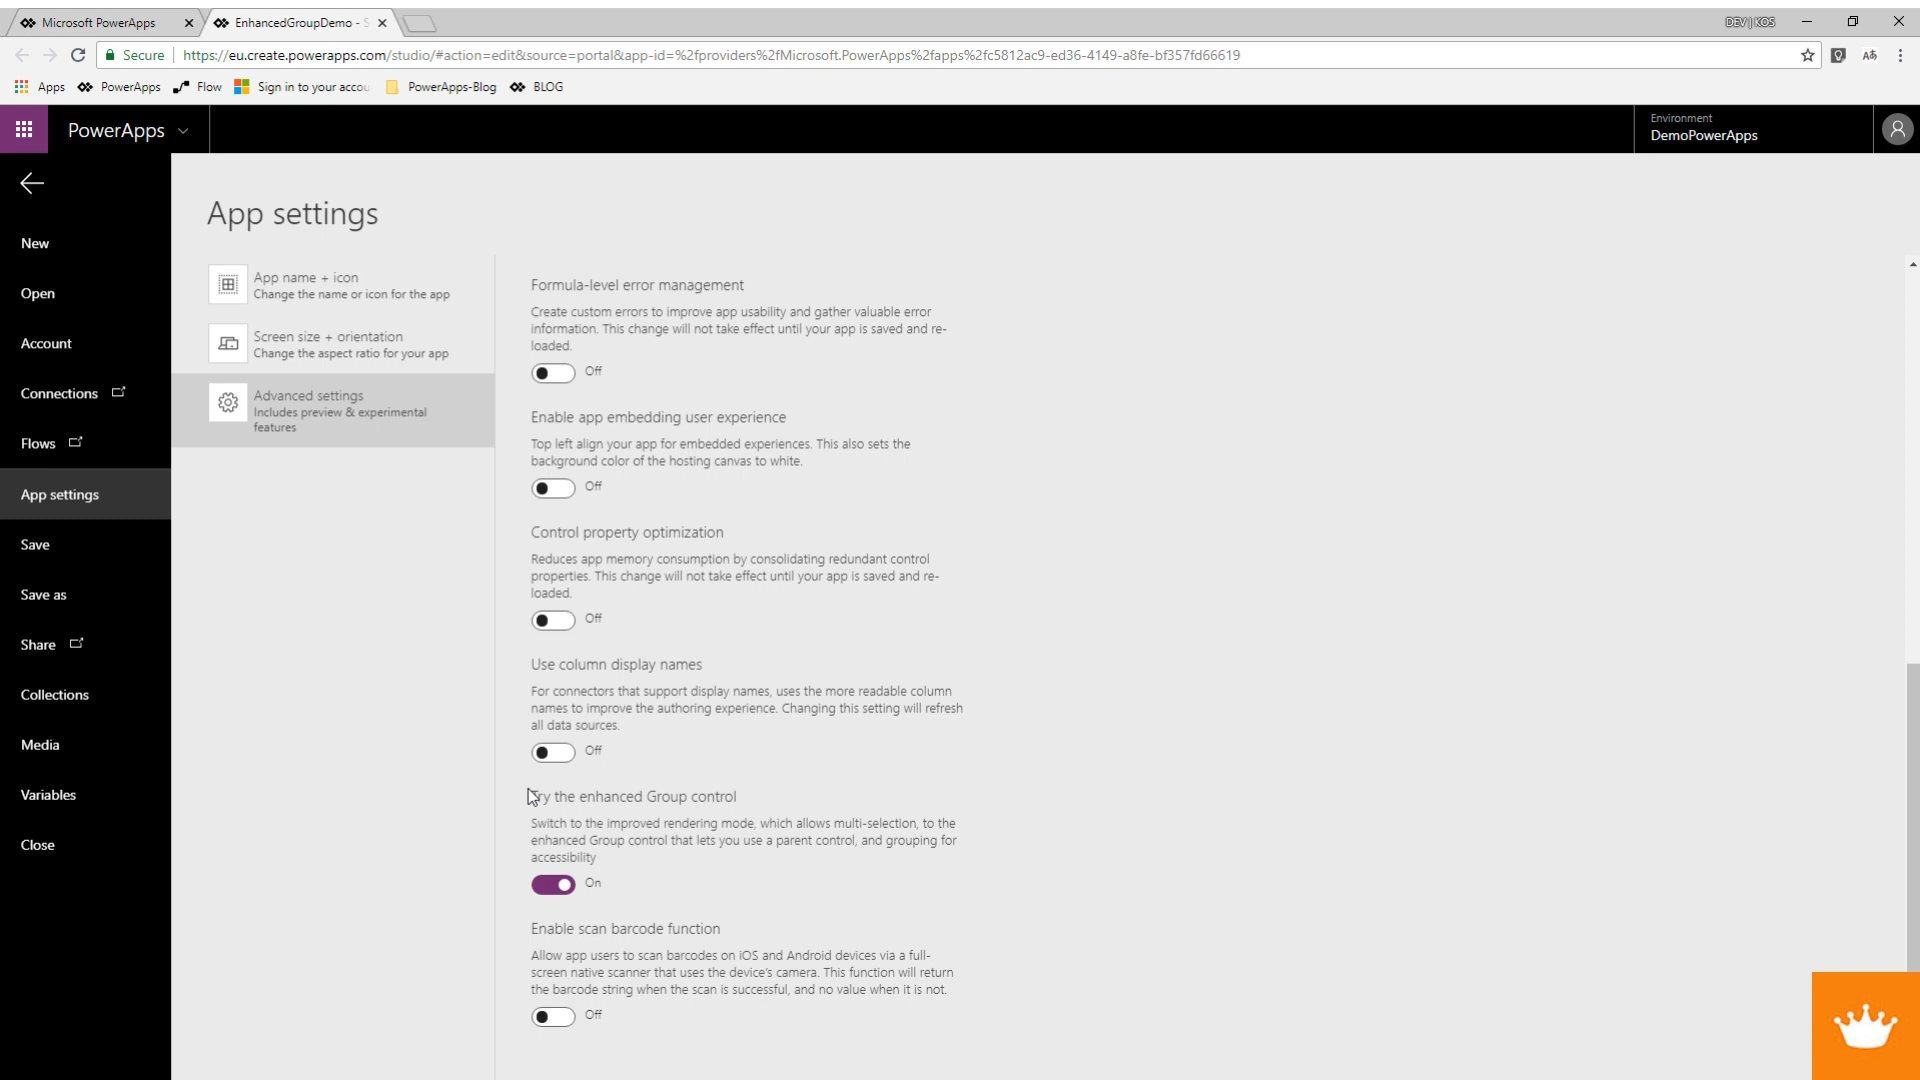 Microsoft PowerApps
EnhancedGroupDemo - S
DEV | KOS
Secure
https://eu.create.powerapps.com/studio/#action=edit&source=portal&app-id=%2fproviders%2fMicrosoft.PowerApps%2fapps%2fc5812ac9-ed36-4149-a8fe-bf357fd66619
Apps
PowerApps
Flow
Sign in to your accou
PowerApps-Blog
BLOG
PowerApps
Environment
DemoPowerApps
New
Open
Account
Connections
Flows
App settings
Save
Save as
Share
Collections
Media
Variables
Close
App settings
App name + icon
Change the name or icon for the app
Screen size + orientation
Change the aspect ratio for your app
Advanced settings
Includes preview & experimental
features
Formula-level error management
Create custom errors to improve app usability and gather valuable error
information. This change will not take effect until your app is saved and re-
loaded.
Off
Enable app embedding user experience
Top left align your app for embedded experiences. This also sets the
background color of the hosting canvas to white.
Off
Control property optimization
Reduces app memory consumption by consolidating redundant control
properties. This change will not take effect until your app is saved and re-
loaded.
Off
Use column display names
For connectors that support display names, uses the more readable column
names to improve the authoring experience. Changing this setting will refresh
all data sources.
Off
Try the enhanced Group control
Switch to the improved rendering mode, which allows multi-selection, to the
enhanced Group control that lets you use a parent control, and grouping for
accessibility
On
Enable scan barcode function
Allow app users to scan barcodes on iOS and Android devices via a full-
screen native scanner that uses the device's camera. This function will return
the barcode string when the scan is successful, and no value when it is not.
Off